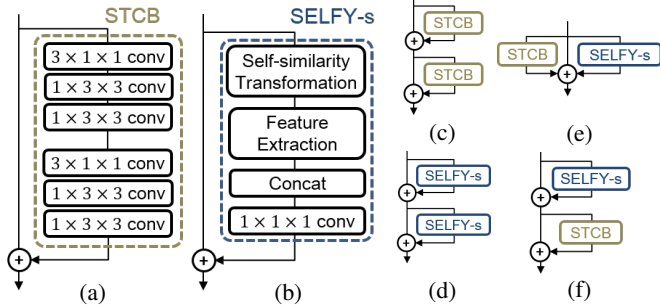 STCB
3 × 1 × 1 conv
1 × 3 × 3 conv
1 × 3 × 3 conv
3 × 1 × 1 conv
1 × 3 × 3 conv
1 × 3 × 3 conv
+
(a)
SELFY-s
Self-similarity
Transformation
Feature
Extraction
Concat
1 × 1 × 1 conv
+
(b)
STCB
+
STCB
+
(c)
SELFY-s
+
SELFY-s
+
(d)
STCB
SELFY-s
+
(e)
SELFY-s
+
STCB
+
(f)